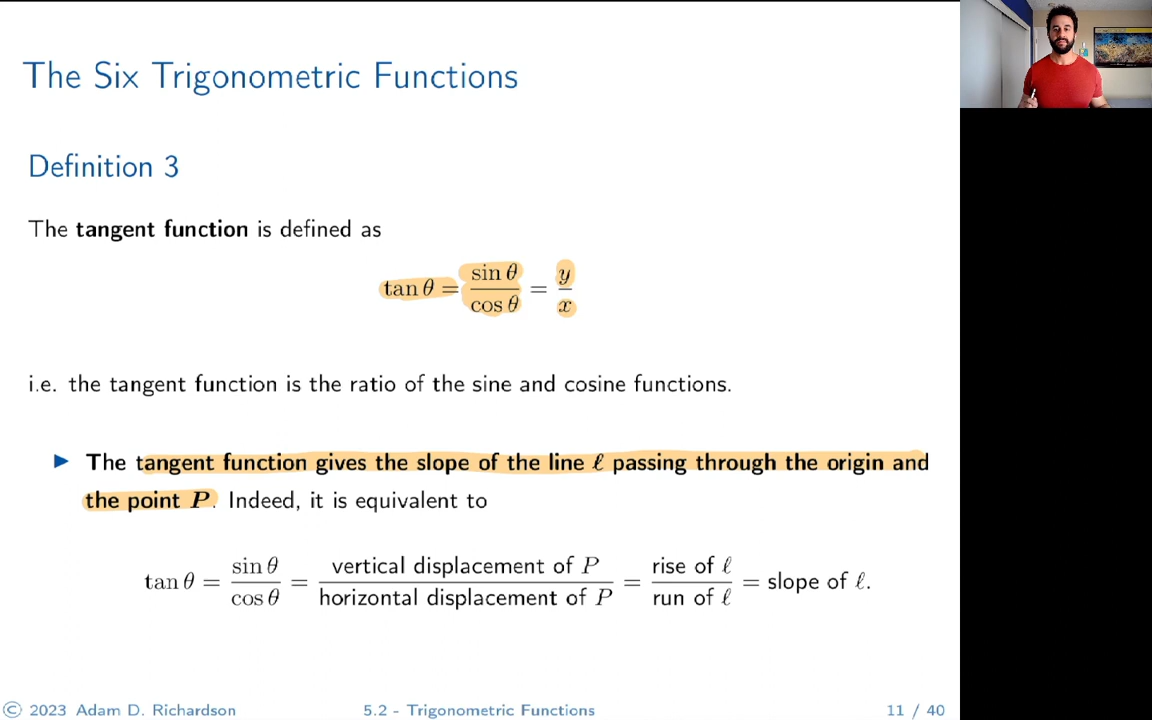 The Six Trigonometric Functions
Definition 3
The tangent function is defined as
tan θ = sin θ / cos θ = y / x
i.e. the tangent function is the ratio of the sine and cosine functions.
▶ The tangent function gives the slope of the line ℓ passing through the origin and
the point P. Indeed, it is equivalent to
tan θ = sin θ / cos θ = vertical displacement of P / horizontal displacement of P = rise of ℓ / run of ℓ = slope of ℓ.
© 2023 Adam D. Richardson 5.2 - Trigonometric Functions 11 / 40